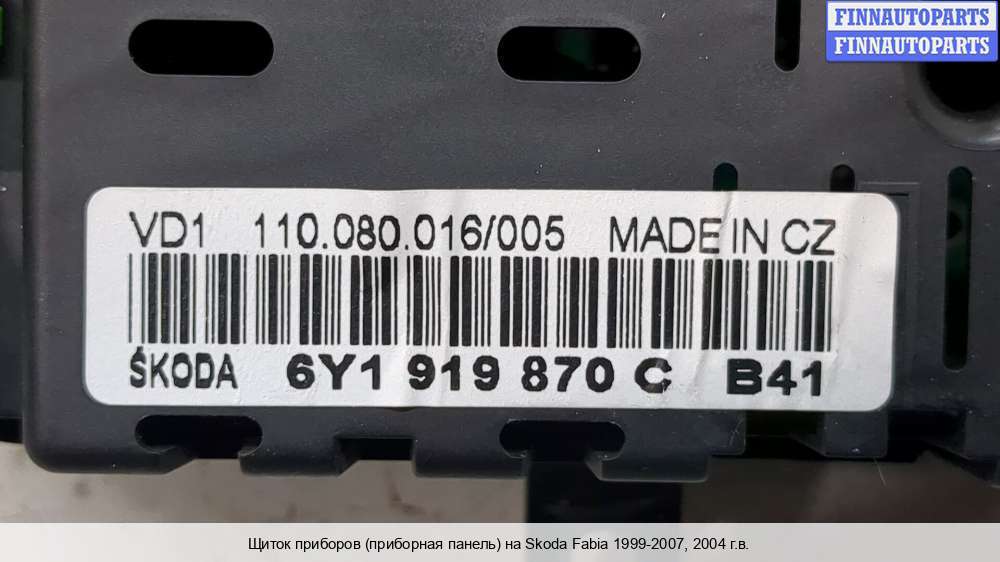 FINNAUTOPARTS
FINNAUTOPARTS
VD1 110.080.016/005 MADE IN CZ
ŠKODA 6Y1 919 870 C B41
Щиток приборов (приборная панель) на Skoda Fabia 1999-2007, 2004 г.в.